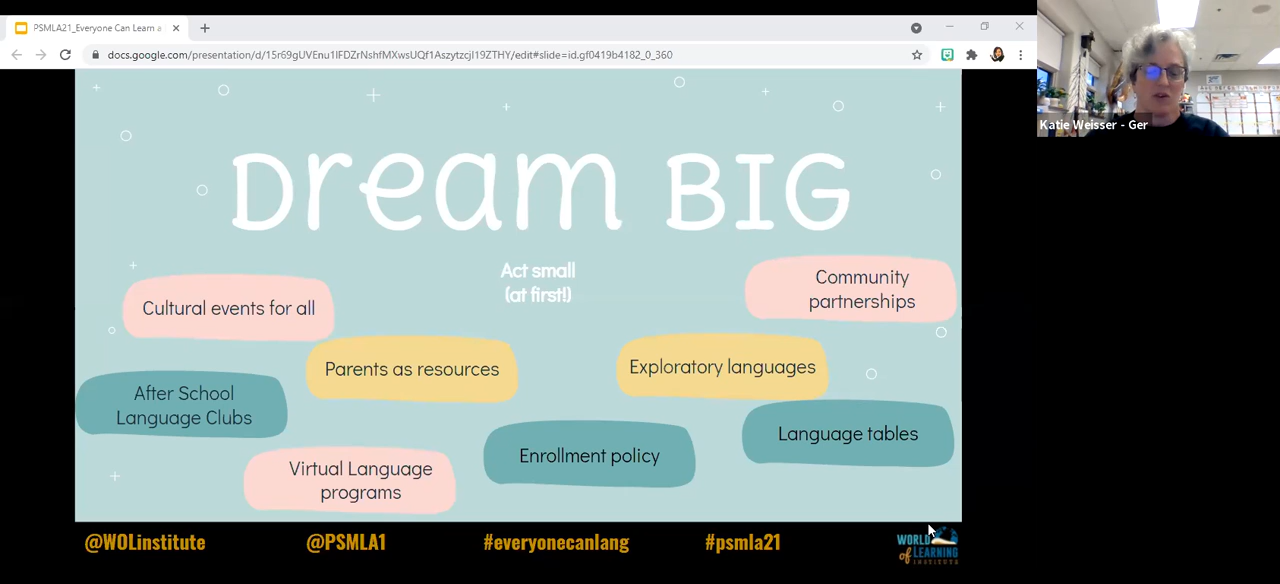 PSMLA21_Everyone Can Learn a
docs.google.com/presentation/d/15r69gUVEnu1IFDZrNshfMXwsUQf1Aszytzcjl19ZTHY/edit#slide=id.gf0419b4182_0_360
Katie Weisser - Ger
Dream BIG
Act small
(at first!)
Cultural events for all
Community
partnerships
Parents as resources
Exploratory languages
After School
Language Clubs
Language tables
Enrollment policy
Virtual Language
programs
@WOLinstitute
@PSMLA1
#everyonecanlang
#psmla21
WORLD
of LEARNING
INSTITUTE